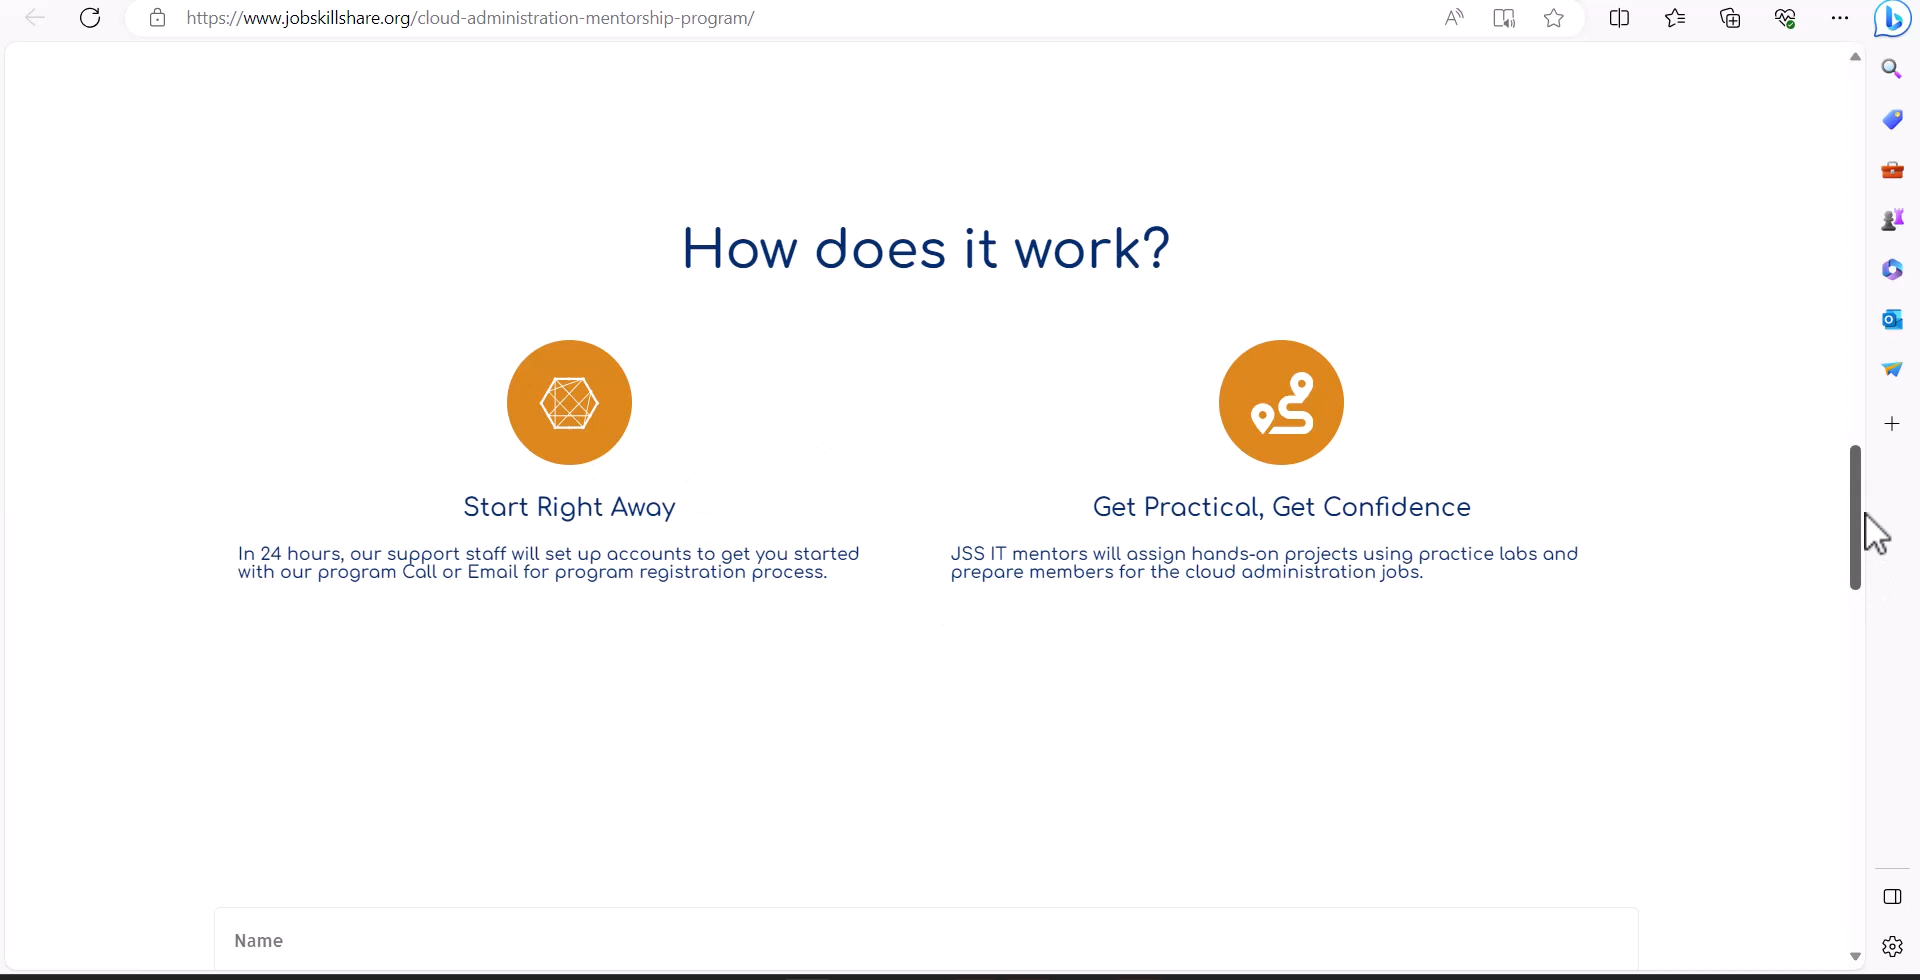 https://www.jobskillshare.org/cloud-administration-mentorship-program/
How does it work?
Start Right Away
In 24 hours, our support staff will set up accounts to get you started
with our program Call or Email for program registration process.
Get Practical, Get Confidence
JSS IT mentors will assign hands-on projects using practice labs and
prepare members for the cloud administration jobs.
Name